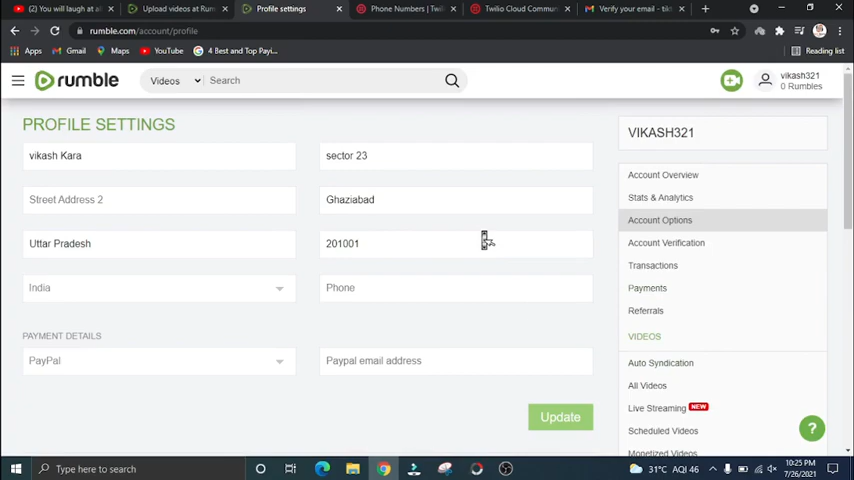 (2) You will laugh at al
Upload videos at Rum
Profile settings
Phone Numbers | Twili
Twilio Cloud Commun
Verify your email - tikt
rumble.com/account/profile
Apps
Gmail
Maps
YouTube
4 Best and Top Payi...
Reading list
rumble
Videos
Search
vikash321
0 Rumbles
PROFILE SETTINGS
vikash Kara
sector 23
Street Address 2
Ghaziabad
Uttar Pradesh
201001
India
Phone
PAYMENT DETAILS
PayPal
Paypal email address
Update
VIKASH321
Account Overview
Stats & Analytics
Account Options
Account Verification
Transactions
Payments
Referrals
VIDEOS
Auto Syndication
All Videos
Live Streaming NEW
Scheduled Videos
Monetized Videos
?
Type here to search
31°C AQI 46
10:25 PM
7/26/2021